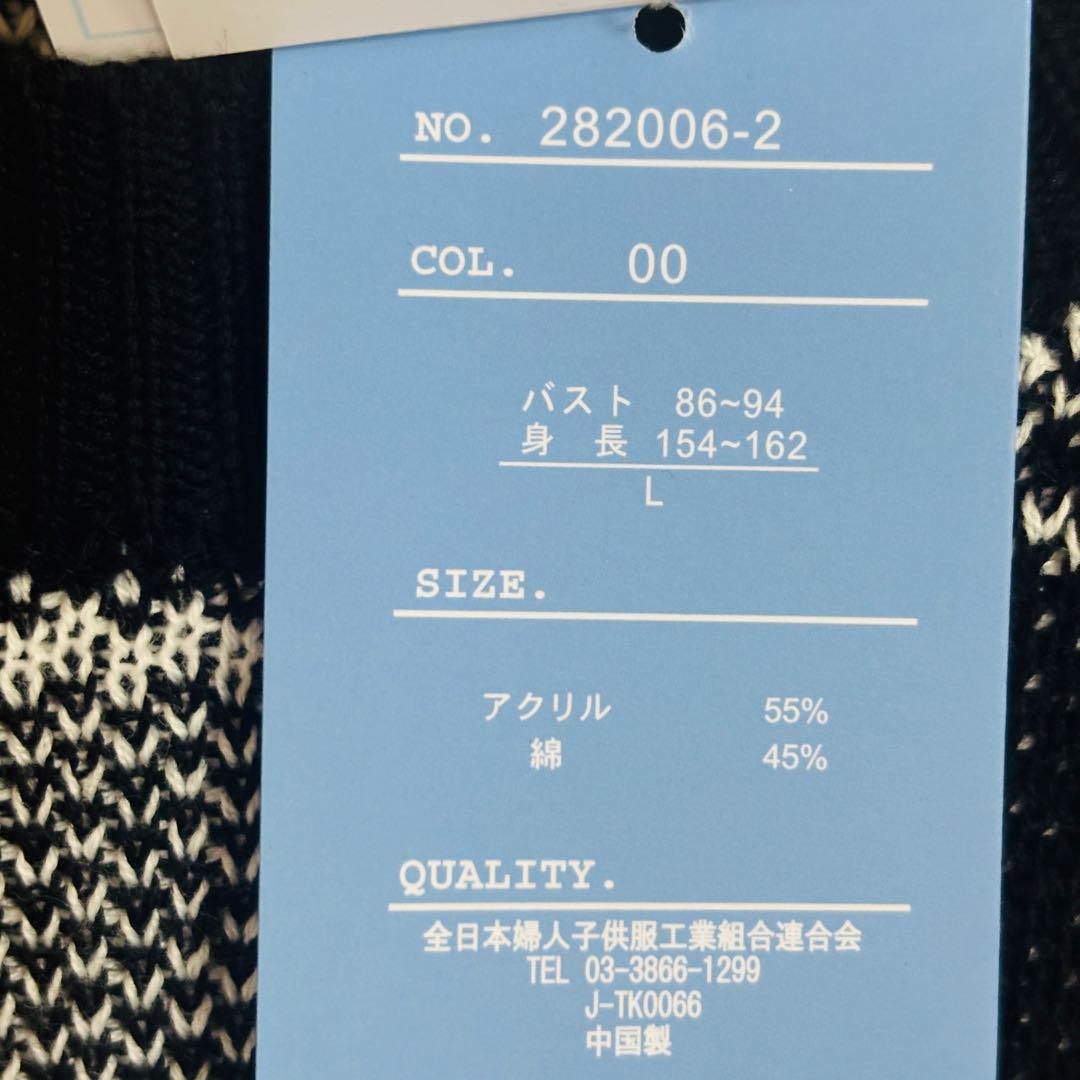 NO. 282006-2
COL. 00
バスト 86~94
身 長 154~162
L
SIZE.
アクリル 55%
綿 45%
QUALITY.
全日本婦人子供服工業組合連合会
TEL 03-3866-1299
J-TK0066
中国製